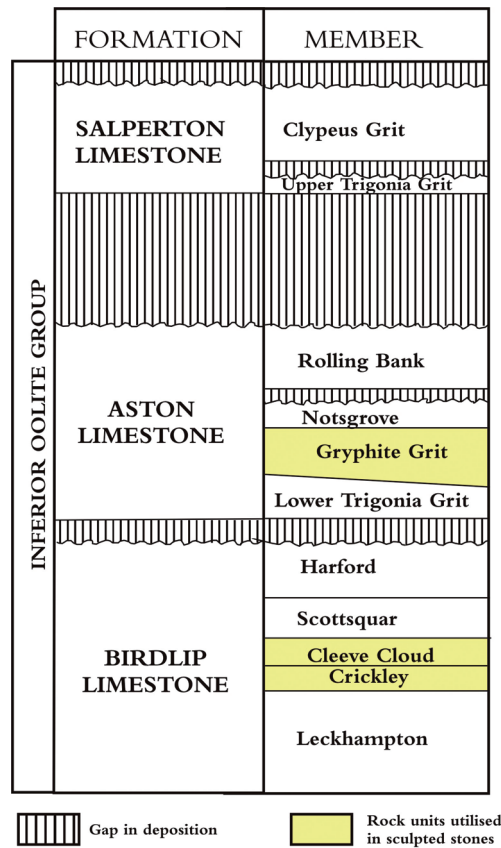 FORMATION
MEMBER
INFERIOR OOLITE GROUP
SALPERTON
LIMESTONE
Clypeus Grit
Upper Trigonia Grit
ASTON
LIMESTONE
Rolling Bank
Notsgrove
Gryphite Grit
Lower Trigonia Grit
BIRDLIP
LIMESTONE
Harford
Scottsquar
Cleeve Cloud
Crickley
Leckhampton
Gap in deposition
Rock units utilised
in sculpted stones